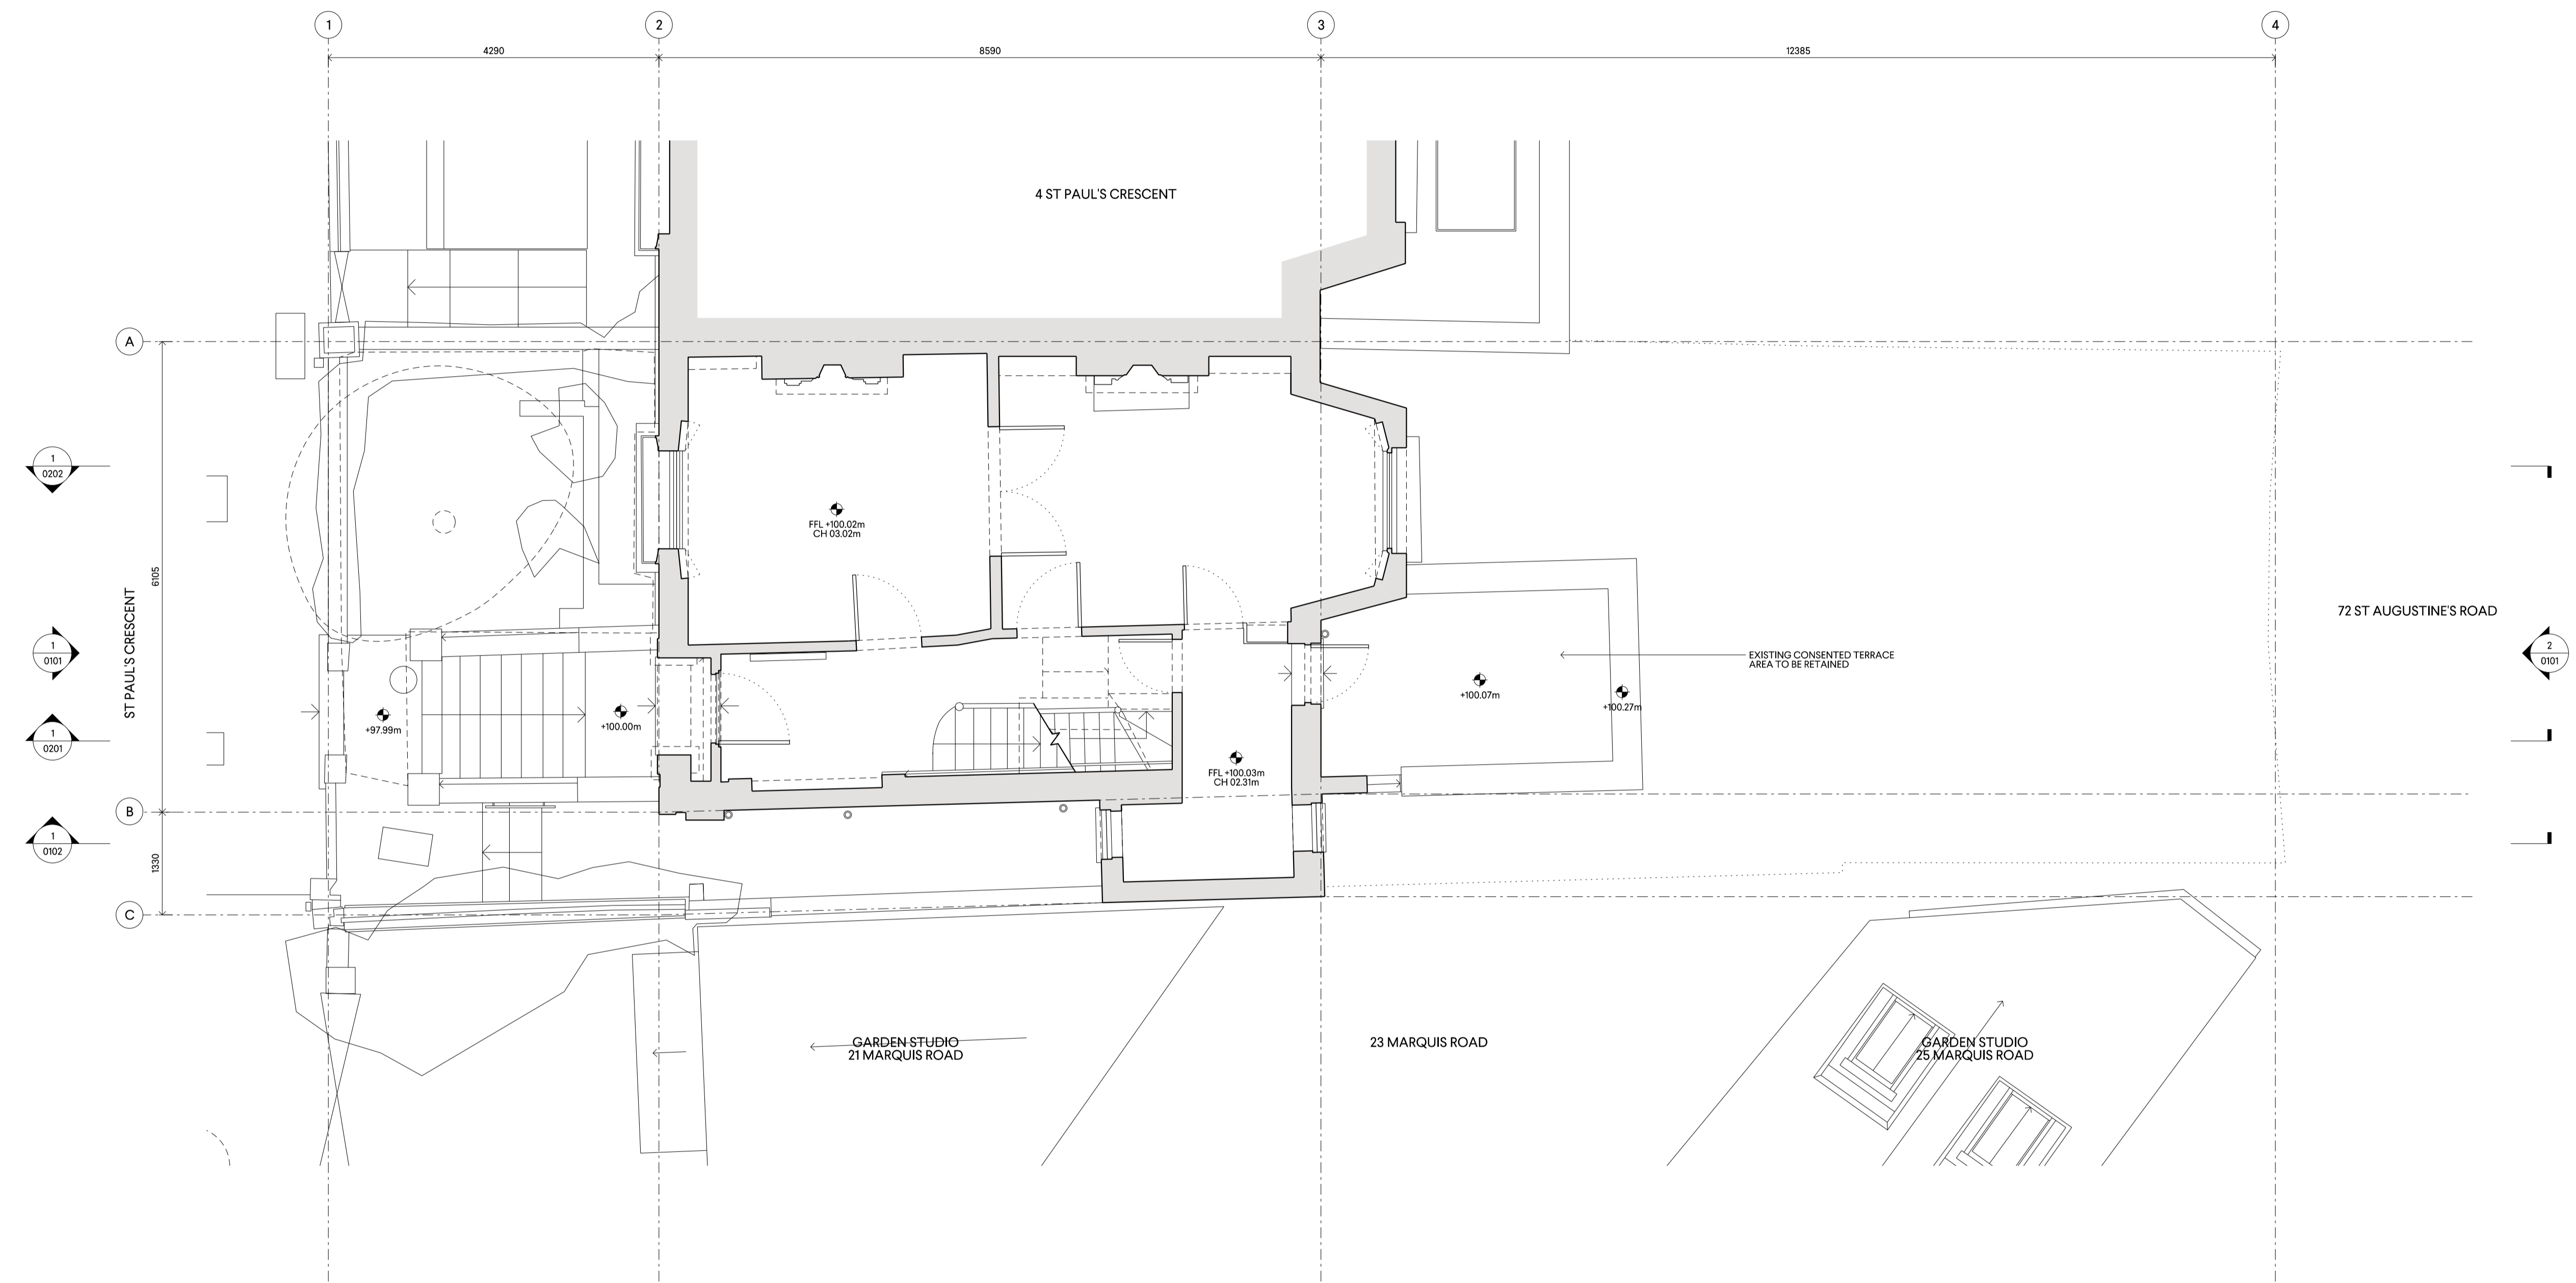 1
2
3
4
4290
8590
12385
4 ST PAUL'S CRESCENT
A
1
0202
FFL +100.02m
CH 03.02m
6105
ST PAUL'S CRESCENT
72 ST AUGUSTINE'S ROAD
1
0101
2
0101
EXISTING CONSENTED TERRACE
AREA TO BE RETAINED
+100.07m
+100.27m
+97.99m
+100.00m
1
0201
FFL +100.03m
CH 02.31m
B
1
0102
1330
C
GARDEN STUDIO
21 MARQUIS ROAD
23 MARQUIS ROAD
GARDEN STUDIO
25 MARQUIS ROAD